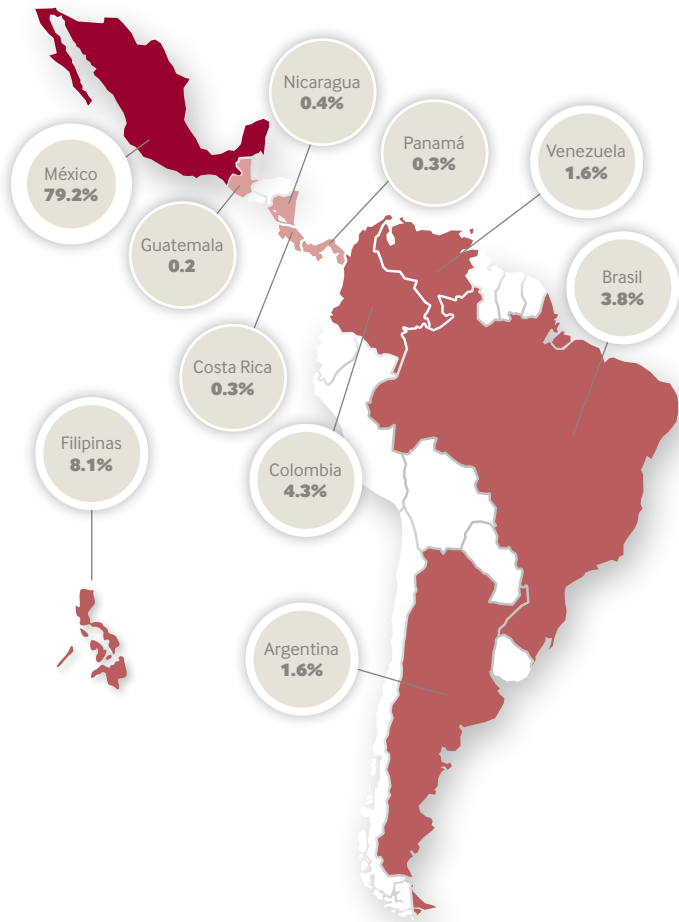 Nicaragua
0.4%
Panamá
0.3%
Venezuela
1.6%
México
79.2%
Guatemala
0.2
Brasil
3.8%
Costa Rica
0.3%
Filipinas
8.1%
Colombia
4.3%
Argentina
1.6%